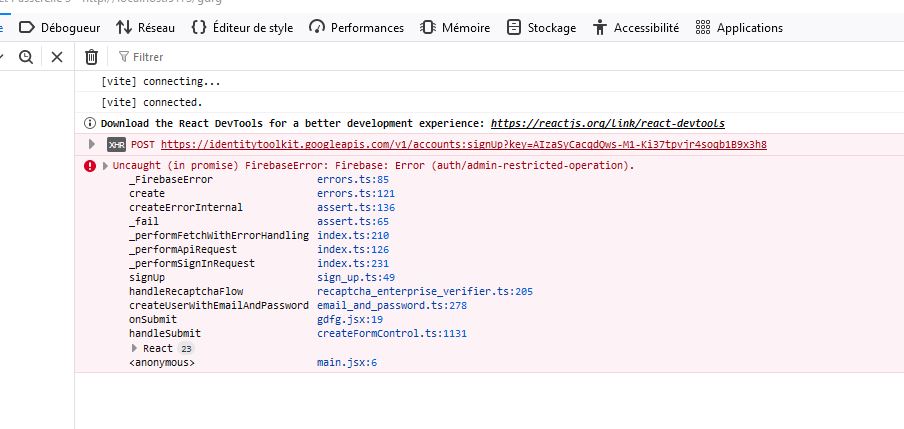 Débogueur Réseau {} Éditeur de style Performances Mémoire Stockage Accessibilité Applications
Filtrer
[vite] connecting...
[vite] connected.
Download the React DevTools for a better development experience: https://reactjs.org/link/react-devtools
XHR POST https://identitytoolkit.googleapis.com/v1/accounts:signUp?key=AIzaSyCacqdQws-M1-Ki37tpvjr4soqb1B9x3h8
Uncaught (in promise) FirebaseError: Firebase: Error (auth/admin-restricted-operation).
_FirebaseError errors.ts:85
create errors.ts:121
createErrorInternal assert.ts:136
_fail assert.ts:65
_performFetchWithErrorHandling index.ts:210
_performApiRequest index.ts:126
_performSignInRequest index.ts:231
signUp sign_up.ts:49
handleRecaptchaFlow recaptcha_enterprise_verifier.ts:205
createUserWithEmailAndPassword email_and_password.ts:278
onSubmit gdfg.jsx:19
handleSubmit createFormControl.ts:1131
React 23
<anonymous> main.jsx:6